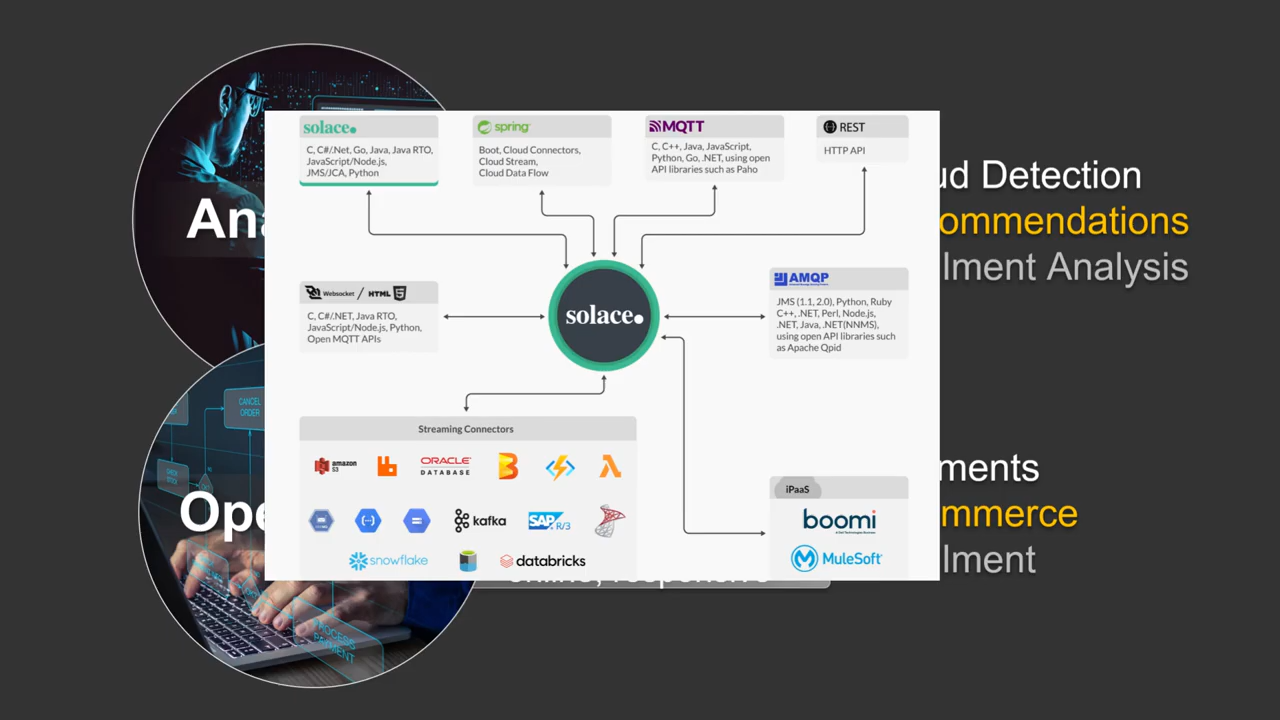 solace.
C, C#/.Net, Go, Java, Java RTO,
JavaScript/Node.js,
JMS/JCA, Python
spring
Boot, Cloud Connectors,
Cloud Stream,
Cloud Data Flow
MQTT
C, C++, Java, JavaScript,
Python, Go, .NET, using open
API libraries such as Paho
REST
HTTP API
ud Detection
ommendations
lment Analysis
Ana
Websocket / HTML 5
C, C#/.NET, Java RTO,
JavaScript/Node.js, Python,
Open MQTT APIs
solace.
AMQP
JMS (1.1, 2.0), Python, Ruby
C++, .NET, Perl, Node.js,
.NET, Java, .NET(NNMS),
using open API libraries such
as Apache Qpid
CANCEL
ORDER
Streaming Connectors
amazon
S3
ORACLE
DATABASE
kafka
SAP R/3
snowflake
databricks
iPaaS
boomi
MuleSoft
Ope
ments
mmerce
lment
PROCESS
PAYMENT